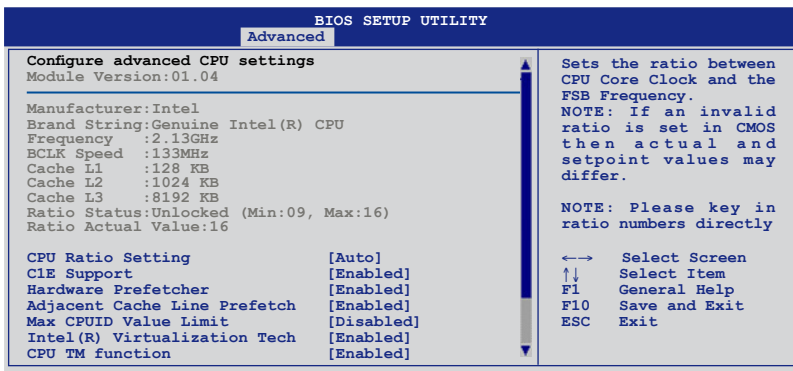 BIOS SETUP UTILITY
Advanced
Configure advanced CPU settings
Module Version:01.04
Manufacturer:Intel
Brand String:Genuine Intel(R) CPU
Frequency :2.13GHz
BCLK Speed :133MHz
Cache L1 :128 KB
Cache L2 :1024 KB
Cache L3 :8192 KB
Ratio Status:Unlocked (Min:09, Max:16)
Ratio Actual Value:16
CPU Ratio Setting [Auto]
C1E Support [Enabled]
Hardware Prefetcher [Enabled]
Adjacent Cache Line Prefetch [Enabled]
Max CPUID Value Limit [Disabled]
Intel(R) Virtualization Tech [Enabled]
CPU TM function [Enabled]
Sets the ratio between
CPU Core Clock and the
FSB Frequency.
NOTE: If an invalid
ratio is set in CMOS
then actual and
setpoint values may
differ.
NOTE: Please key in
ratio numbers directly
←→ Select Screen
↑↓ Select Item
F1 General Help
F10 Save and Exit
ESC Exit